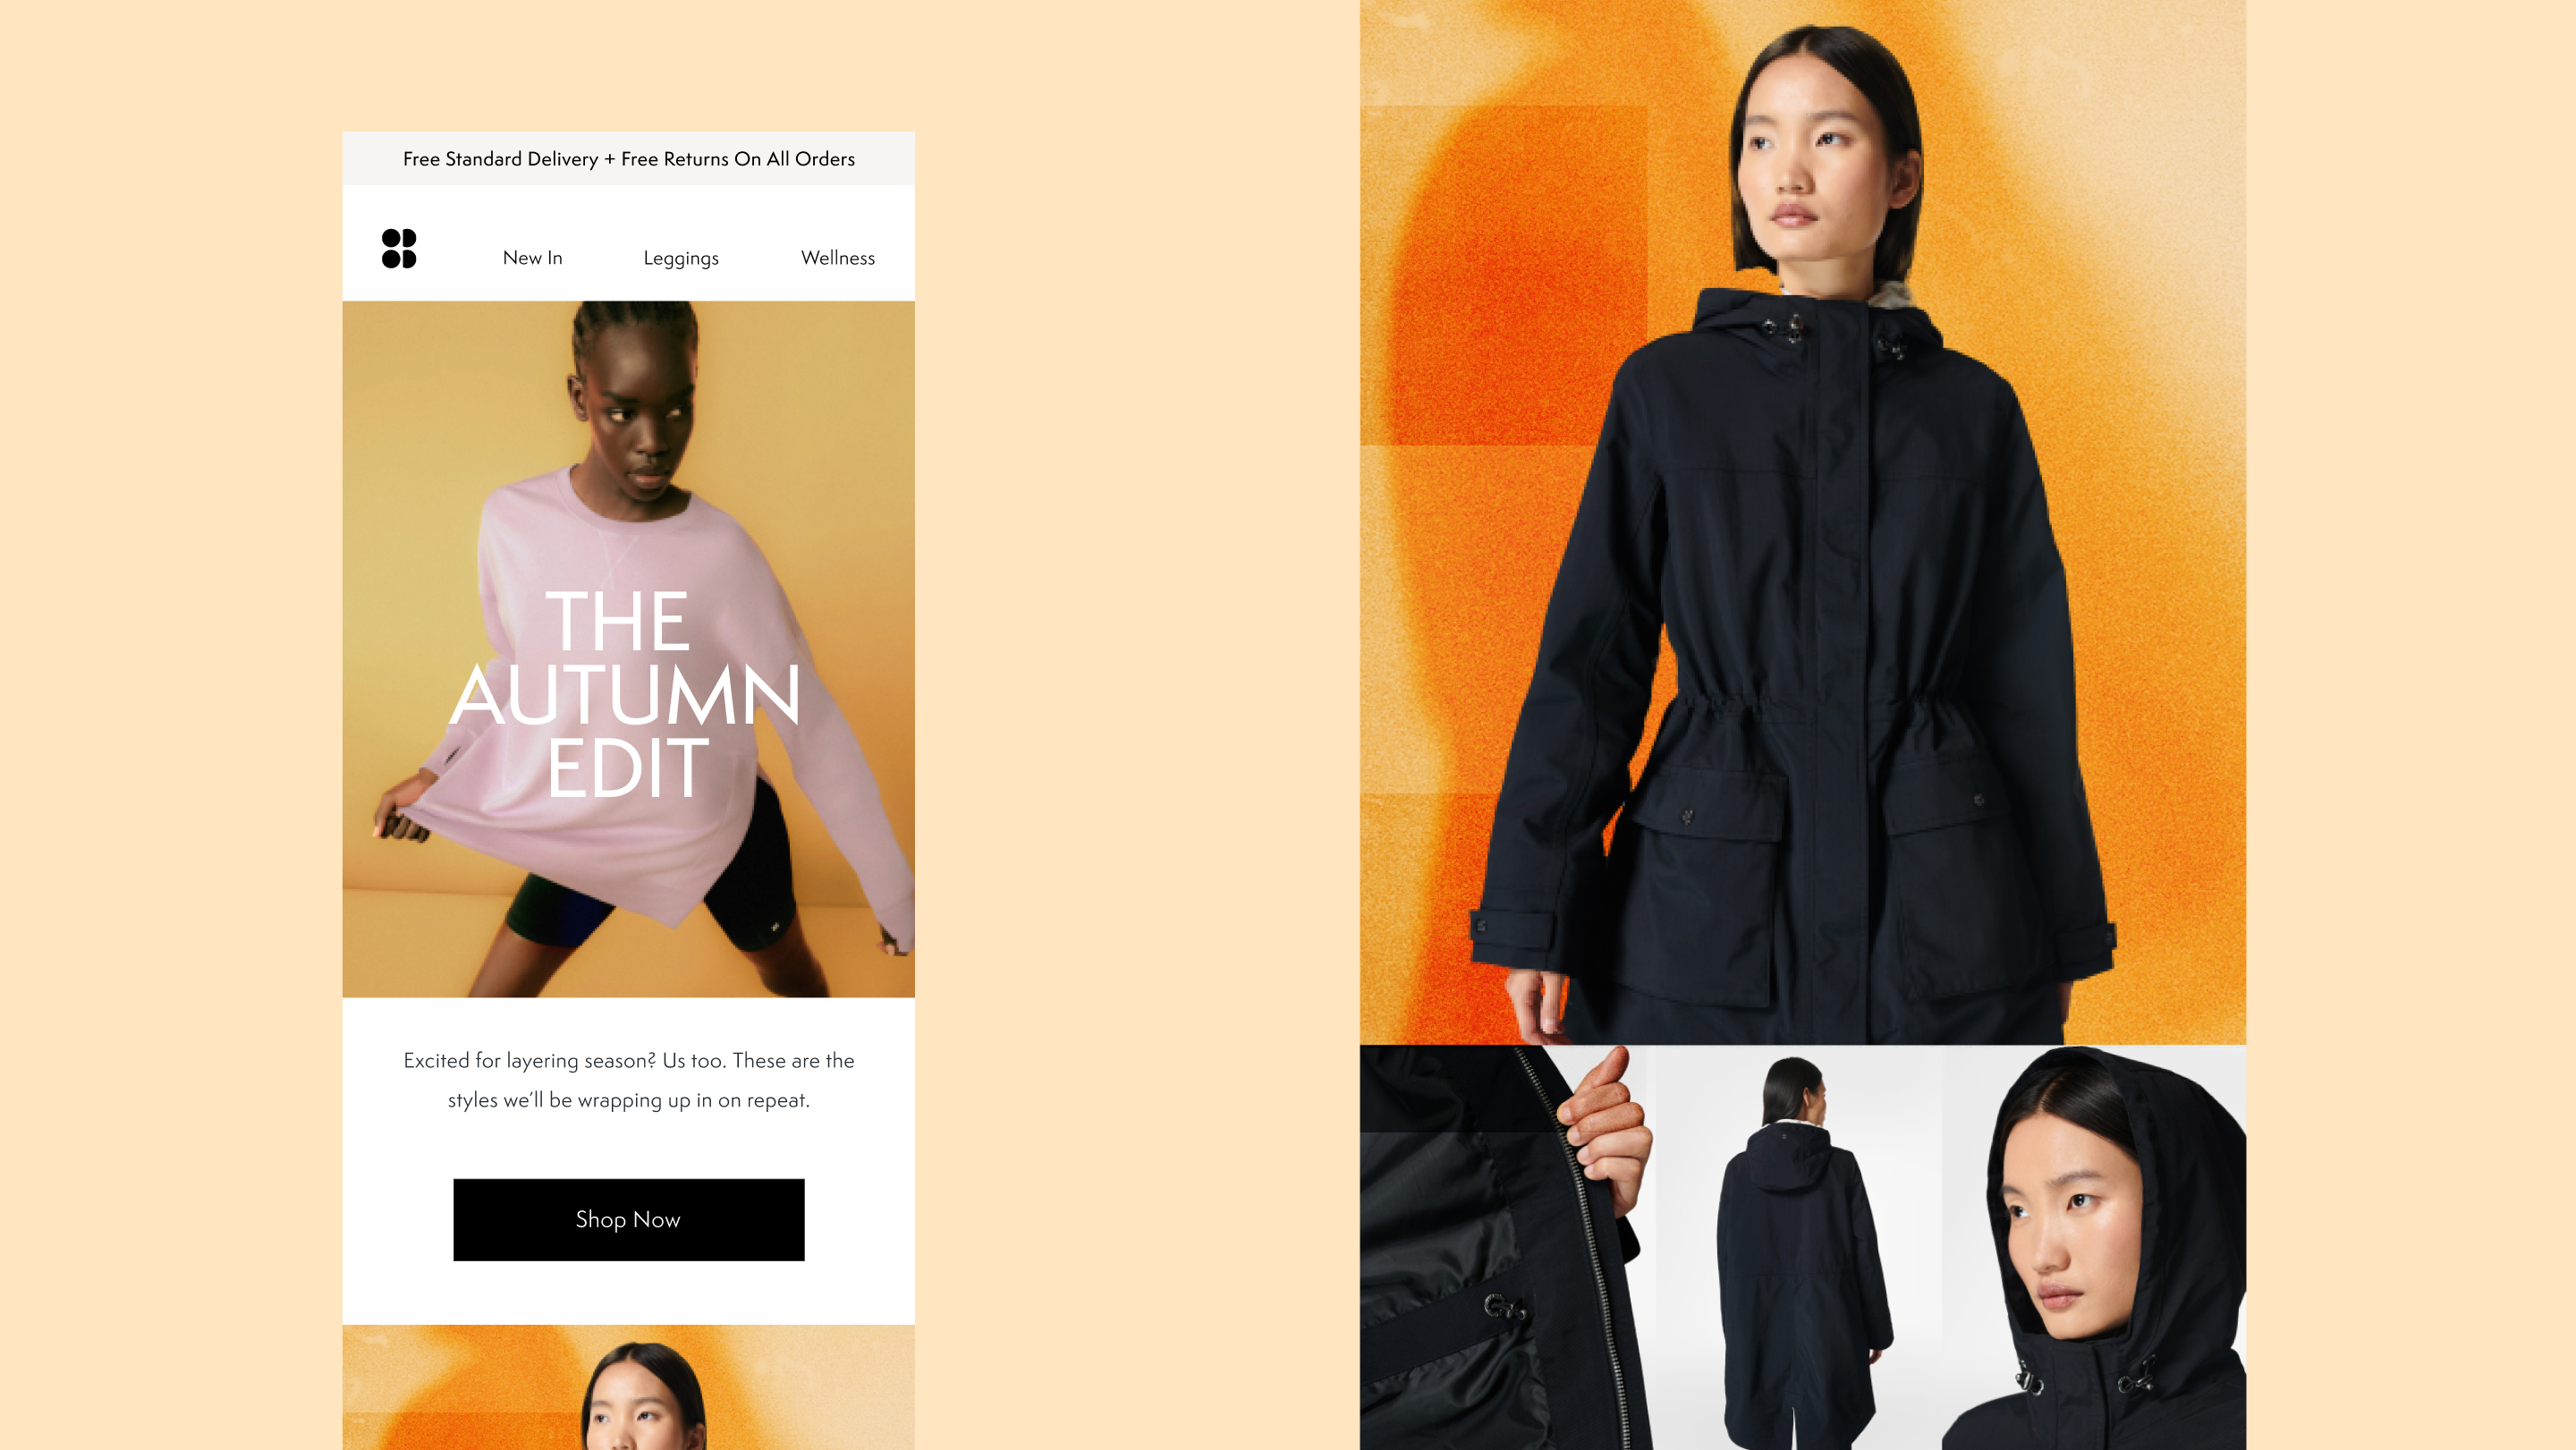 Free Standard Delivery + Free Returns On All Orders
New In Leggings Wellness
THE
AUTUMN
EDIT
Excited for layering season? Us too. These are the
styles we'll be wrapping up in on repeat.
Shop Now